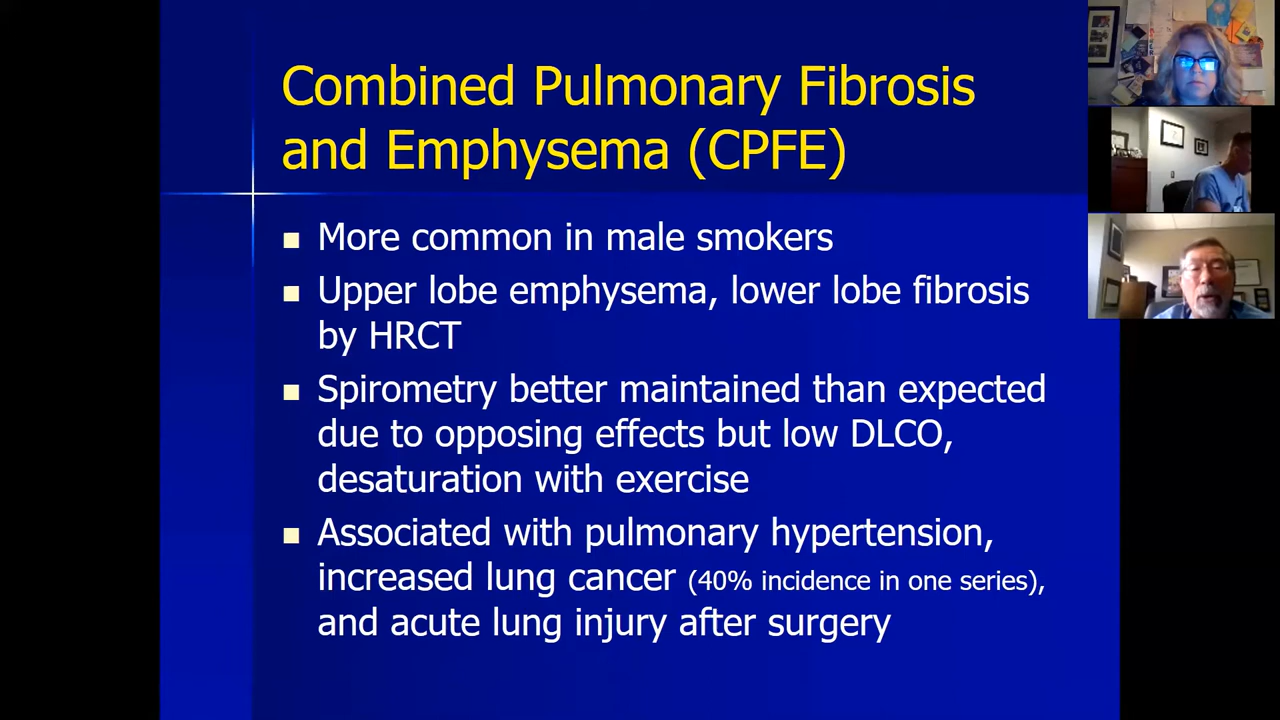 Combined Pulmonary Fibrosis
and Emphysema (CPFE)
More common in male smokers
Upper lobe emphysema, lower lobe fibrosis
by HRCT
Spirometry better maintained than expected
due to opposing effects but low DLCO,
desaturation with exercise
Associated with pulmonary hypertension,
increased lung cancer (40% incidence in one series),
and acute lung injury after surgery